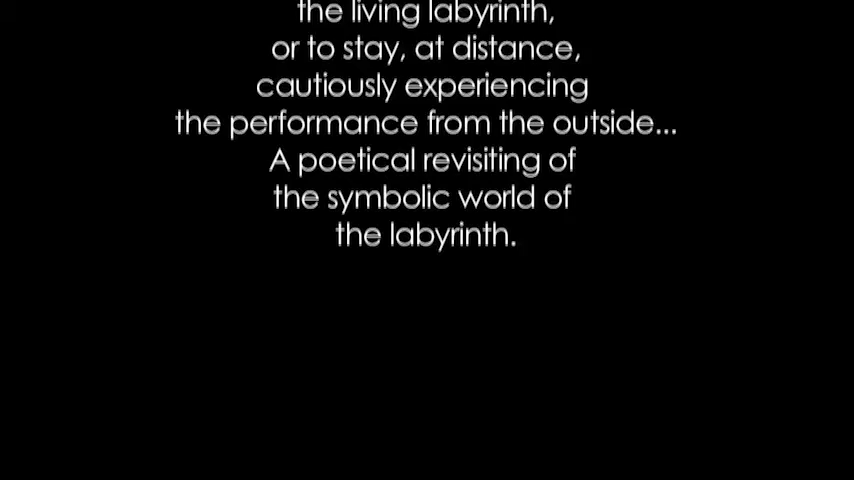 the living labyrinth,
or to stay, at distance,
cautiously experiencing
the performance from the outside...
A poetical revisiting of
the symbolic world of
the labyrinth.